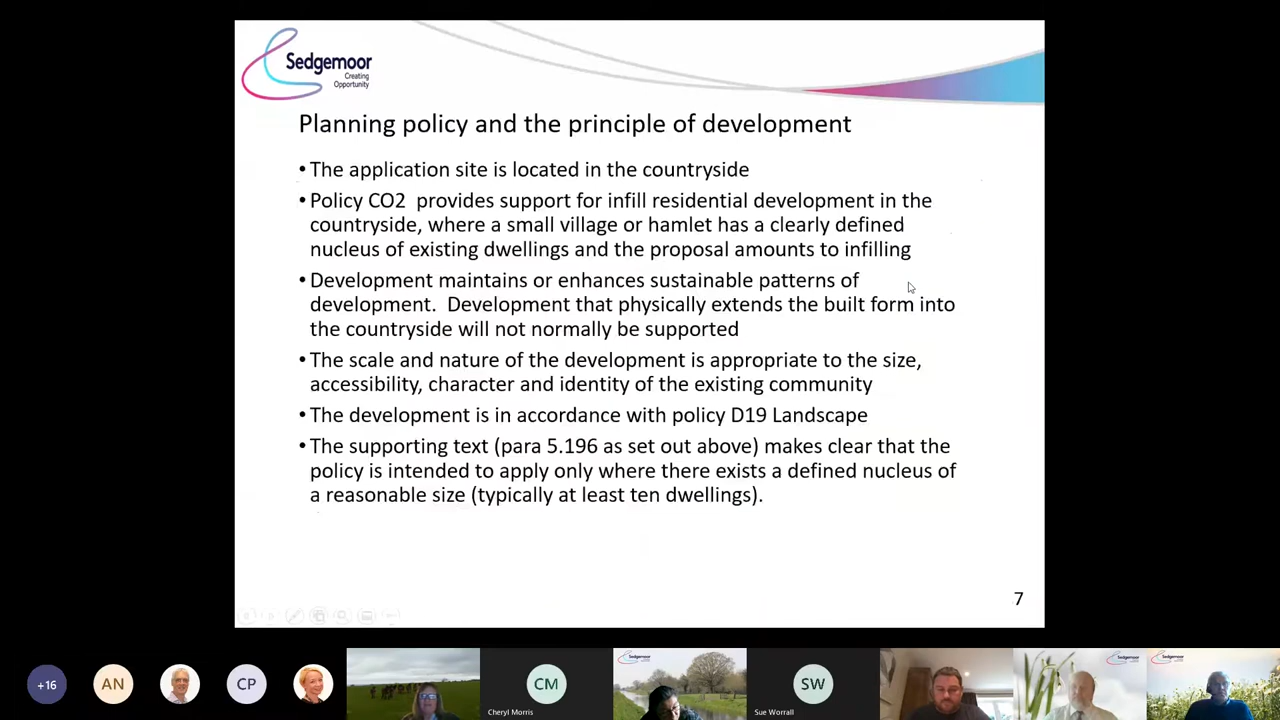 Sedgemoor
Creating
Opportunity
Planning policy and the principle of development
• The application site is located in the countryside
• Policy CO2  provides support for infill residential development in the
countryside, where a small village or hamlet has a clearly defined
nucleus of existing dwellings and the proposal amounts to infilling
• Development maintains or enhances sustainable patterns of
development.  Development that physically extends the built form into
the countryside will not normally be supported
• The scale and nature of the development is appropriate to the size,
accessibility, character and identity of the existing community
• The development is in accordance with policy D19 Landscape
• The supporting text (para 5.196 as set out above) makes clear that the
policy is intended to apply only where there exists a defined nucleus of
a reasonable size (typically at least ten dwellings).
7
+16
AN
CP
CM
Cheryl Morris
Sedgemoor
SW
Sue Worrall
Sedgemoor
Sedgemoor